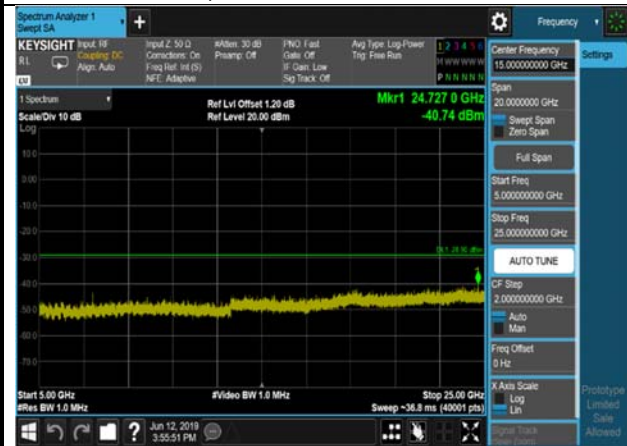 Spectrum Analyzer 1
Swept SA
+
Frequency
KEYSIGHT
RL
Input: RF
Coupling: DC
Align: Auto
Input Z: 50 Ω
Corrections: On
Freq Ref: Int (S)
NFE: Adaptive
#Atten: 30 dB
Preamp: Off
PNO: Fast
Gate: Off
IF Gain: Low
Sig Track: Off
Avg Type: Log-Power
Trig: Free Run
1 2 3 4 5 6
M W W W W W
P N N N N N
1 Spectrum
Scale/Div 10 dB
Log
Ref Lvl Offset 1.20 dB
Ref Level 20.00 dBm
Mkr1 24.727 0 GHz
-40.74 dBm
10.0
0.00
-10.0
-20.0
-30.0
-40.0
-50.0
-60.0
-70.0
1
Start 5.00 GHz
#Res BW 1.0 MHz
#Video BW 1.0 MHz
Stop 25.00 GHz
Sweep ~36.8 ms (40001 pts)
Jun 12, 2019
3:55:51 PM
Center Frequency
15.000000000 GHz
Settings
Span
20.0000000 GHz
Swept Span
Zero Span
Full Span
Start Freq
5.000000000 GHz
Stop Freq
25.000000000 GHz
AUTO TUNE
CF Step
2.000000000 GHz
Auto
Man
Freq Offset
0 Hz
X Axis Scale
Log
Lin
Signal Track
Prototype
Limited
Sale
Allowed